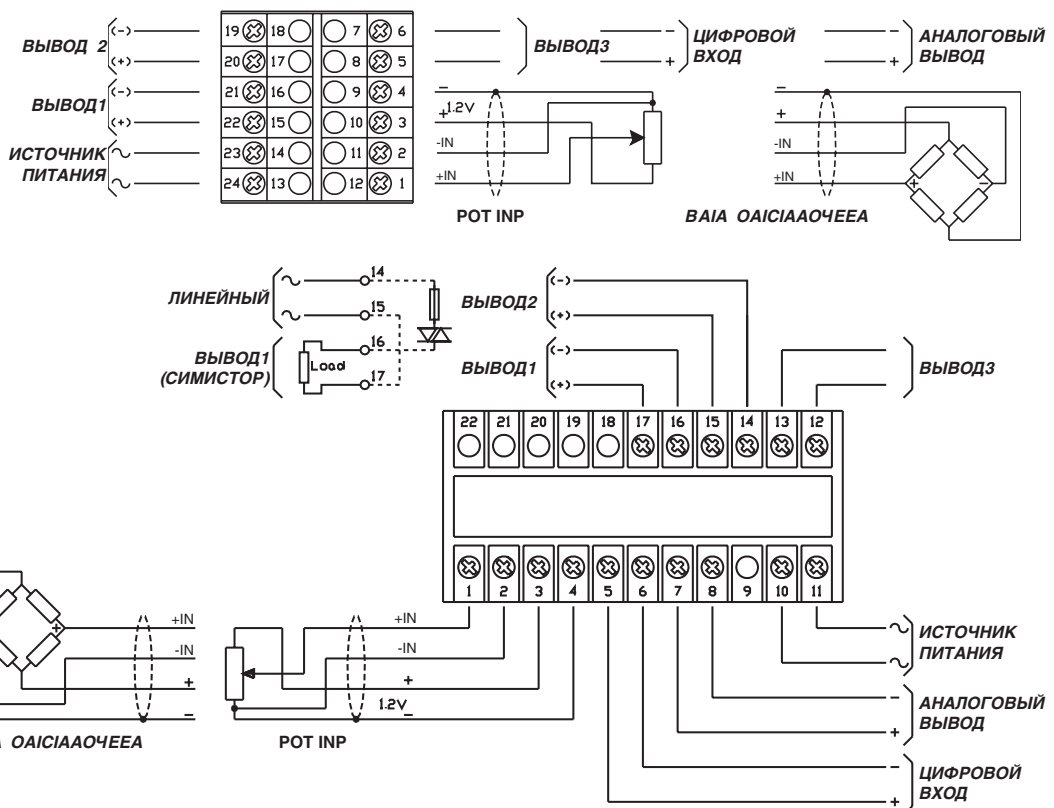 ВЫВОД 2
(-)
(+)
ВЫВОД1
(-)
(+)
ИСТОЧНИК
ПИТАНИЯ
19 18 7 6
20 17 8 5
21 16 9 4
22 15 10 3
23 14 11 2
24 13 12 1
ВЫВОД3
-
+
ЦИФРОВОЙ
ВХОД
-
+
АНАЛОГОВЫЙ
ВЫВОД
-
+ 1.2V
-IN
+IN
POT INP
-
+
-IN
+IN
+ -
BAIA OAICIAAOЧEEA
ЛИНЕЙНЫЙ
14
15
ВЫВОД1
(СИМИСТОР)
Load
16
17
ВЫВОД2
(-)
(+)
ВЫВОД1
(-)
(+)
ВЫВОД3
22 21 20 19 18 17 16 15 14 13 12
1 2 3 4 5 6 7 8 9 10 11
+
+IN
-IN
+
-
OAICIAAOЧEEA
+IN
-IN
+
1.2V -
POT INP
ИСТОЧНИК
ПИТАНИЯ
-
+
АНАЛОГОВЫЙ
ВЫВОД
-
+
ЦИФРОВОЙ
ВХОД